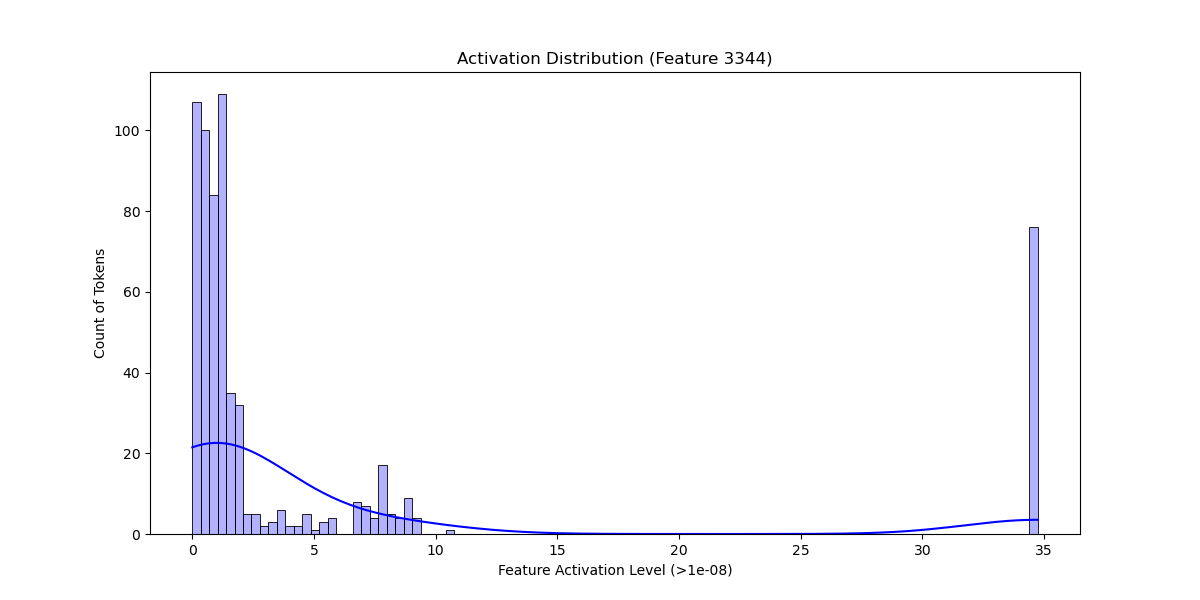 Activation Distribution (Feature 3344)
Count of Tokens
100
80
60
40
20
0
0 5 10 15 20 25 30 35
Feature Activation Level (>1e-08)